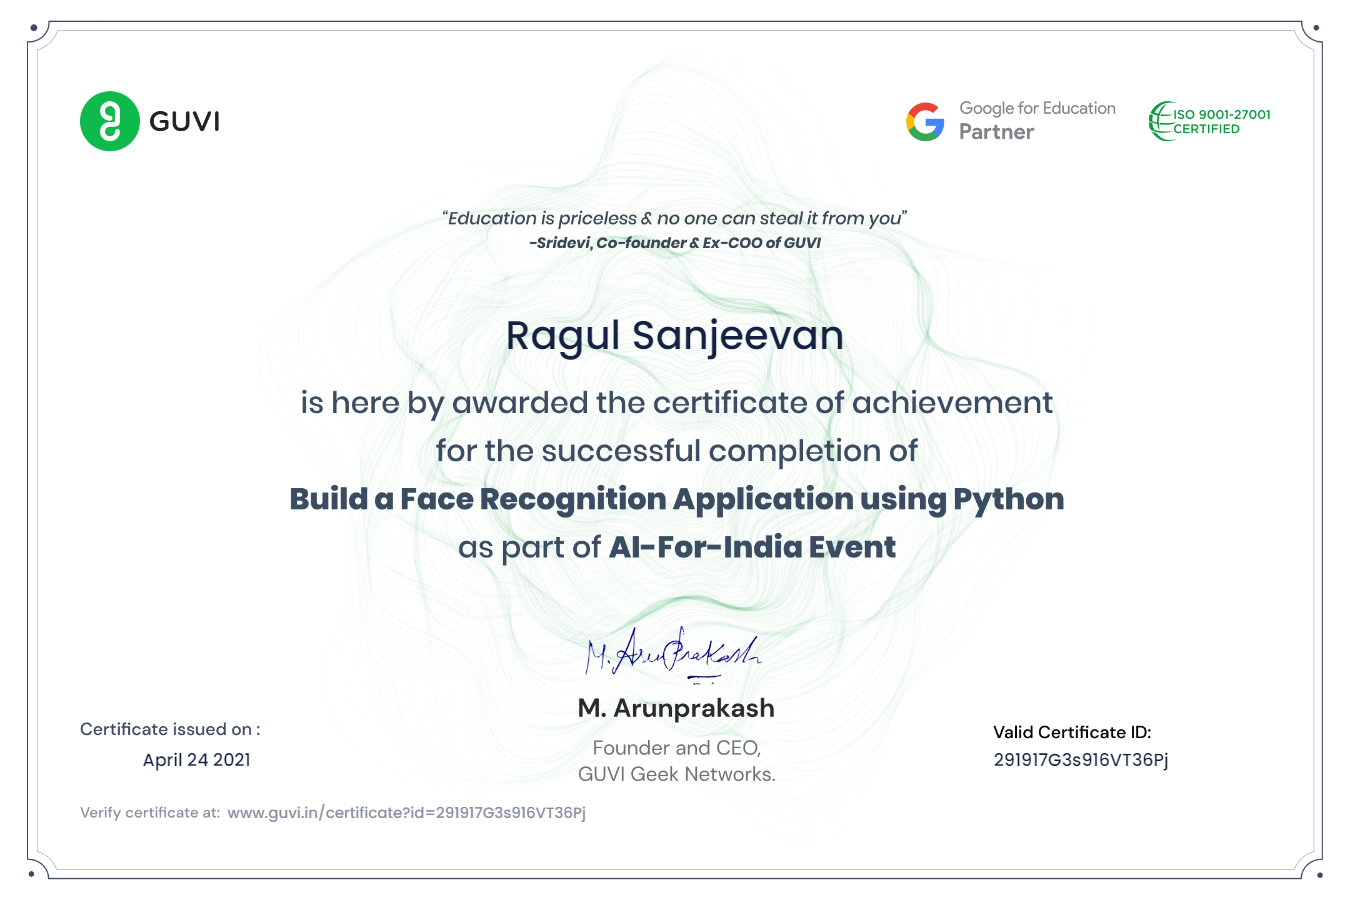 GUVI
Google for Education
Partner
ISO 9001-27001
CERTIFIED
“Education is priceless & no one can steal it from you”
-Sridevi, Co-founder & Ex-COO of GUVI
Ragul Sanjeevan
is here by awarded the certificate of achievement
for the successful completion of
Build a Face Recognition Application using Python
as part of AI-For-India Event
M. ArunPrakash
M. Arunprakash
Founder and CEO,
GUVI Geek Networks.
Certificate issued on :
April 24 2021
Valid Certificate ID:
291917G3s916VT36Pj
Verify certificate at: www.guvi.in/certificate?id=291917G3s916VT36Pj